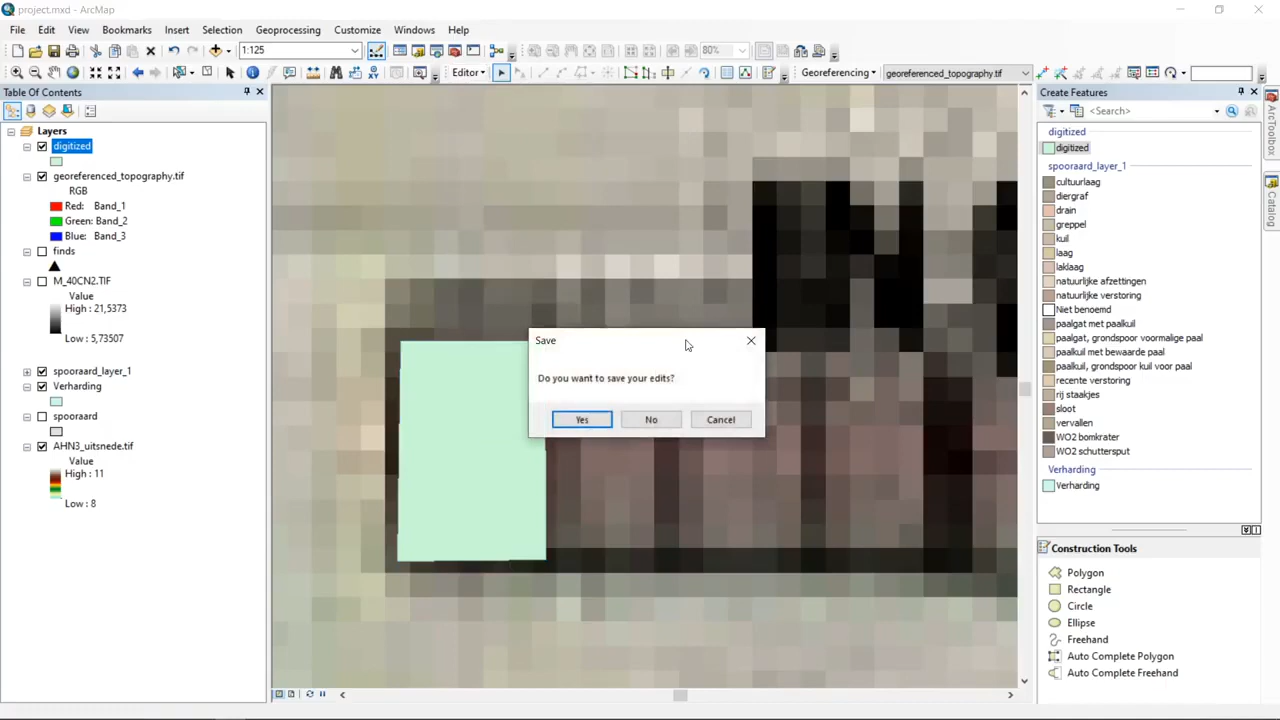 project.mxd - ArcMap
File Edit View Bookmarks Insert Selection Geoprocessing Customize Windows Help
1:125 80%
Editor Georeferencing georeferenced_topography.tif
Table Of Contents
Layers
digitized
georeferenced_topography.tif
RGB
Red: Band_1
Green: Band_2
Blue: Band_3
finds
M_40CN2.TIF
Value
High : 21,5373
Low : 5,73507
spooraard_layer_1
Verharding
spooraard
AHN3_uitsnede.tif
Value
High : 11
Low : 8
Save
Do you want to save your edits?
Yes No Cancel
Create Features
<Search>
digitized
digitized
spooraard_layer_1
cultuurlaag
diergraf
drain
greppel
kuil
laag
laklaag
natuurlijke afzettingen
natuurlijke verstoring
Niet benoemd
paalgat met paalkuil
paalgat, grondspoor voormalige paal
paalkuil met bewaarde paal
paalkuil, grondspoor kuil voor paal
recente verstoring
rij staakjes
sloot
vervallen
WO2 bomkrater
WO2 schuttersput
Verharding
Verharding
Construction Tools
Polygon
Rectangle
Circle
Ellipse
Freehand
Auto Complete Polygon
Auto Complete Freehand
ArcToolbox
Catalog